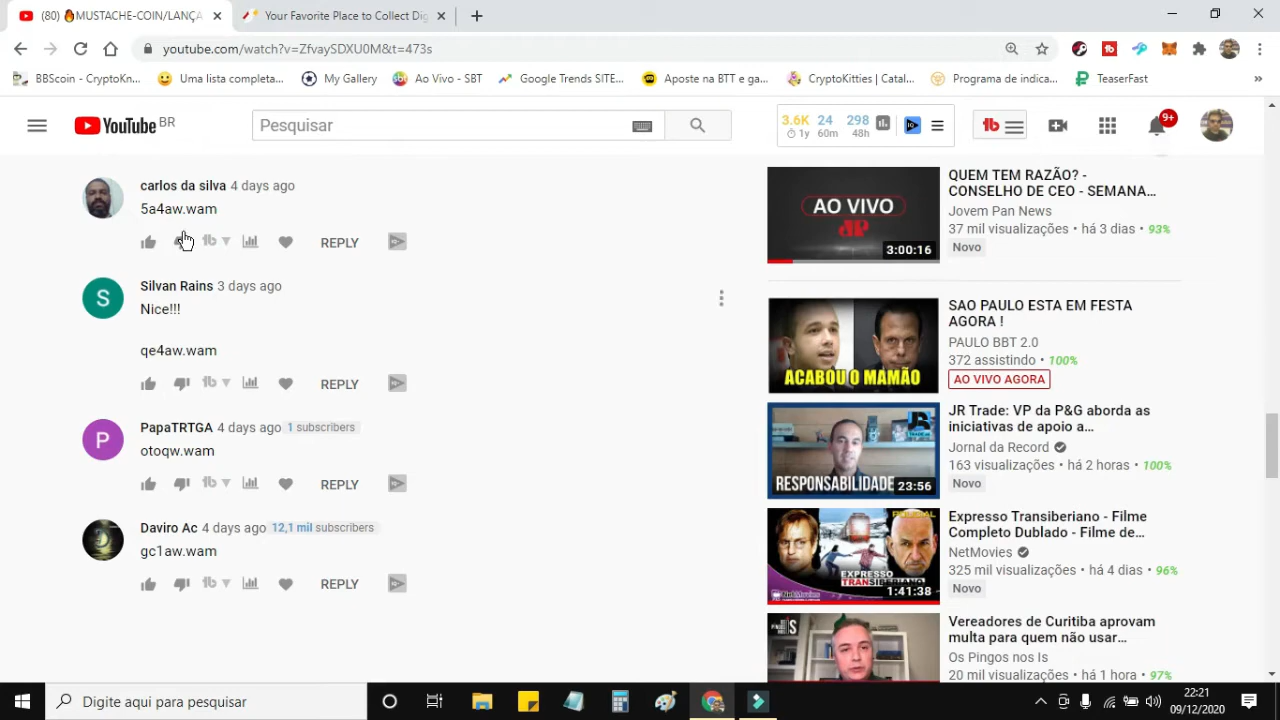 (80) 🔥MUSTACHE-COIN/LANÇA
Your Favorite Place to Collect Dig
youtube.com/watch?v=ZfvaySDXU0M&t=473s
BBScoin - CryptoKn...
Uma lista completa...
My Gallery
Ao Vivo - SBT
Google Trends SITE...
Aposte na BTT e ga...
CryptoKitties | Catal...
Programa de indica...
TeaserFast
YouTube BR
Pesquisar
3.6K 24 298
1y 60m 48h
9+
carlos da silva 4 days ago
5a4aw.wam
REPLY
Silvan Rains 3 days ago
Nice!!!
qe4aw.wam
REPLY
PapaTRTGA 4 days ago 1 subscribers
otoqw.wam
REPLY
Daviro Ac 4 days ago 12,1 mil subscribers
gc1aw.wam
REPLY
AO VIVO
JP
3:00:16
QUEM TEM RAZÃO? -
CONSELHO DE CEO - SEMANA...
Jovem Pan News
37 mil visualizações • há 3 dias • 93%
Novo
ACABOU O MAMÃO
SAO PAULO ESTA EM FESTA
AGORA !
PAULO BBT 2.0
372 assistindo • 100%
AO VIVO AGORA
RESPONSABILIDADE
23:56
JR Trade: VP da P&G aborda as
iniciativas de apoio a...
Jornal da Record
163 visualizações • há 2 horas • 100%
Novo
EXPRESSO
TRANSIBERIANO
NetMovies
1:41:38
Expresso Transiberiano - Filme
Completo Dublado - Filme de...
NetMovies
325 mil visualizações • há 4 dias • 96%
Novo
Vereadores de Curitiba aprovam
multa para quem não usar...
Os Pingos nos Is
20 mil visualizações • há 1 hora • 97%
Digite aqui para pesquisar
22:21
09/12/2020